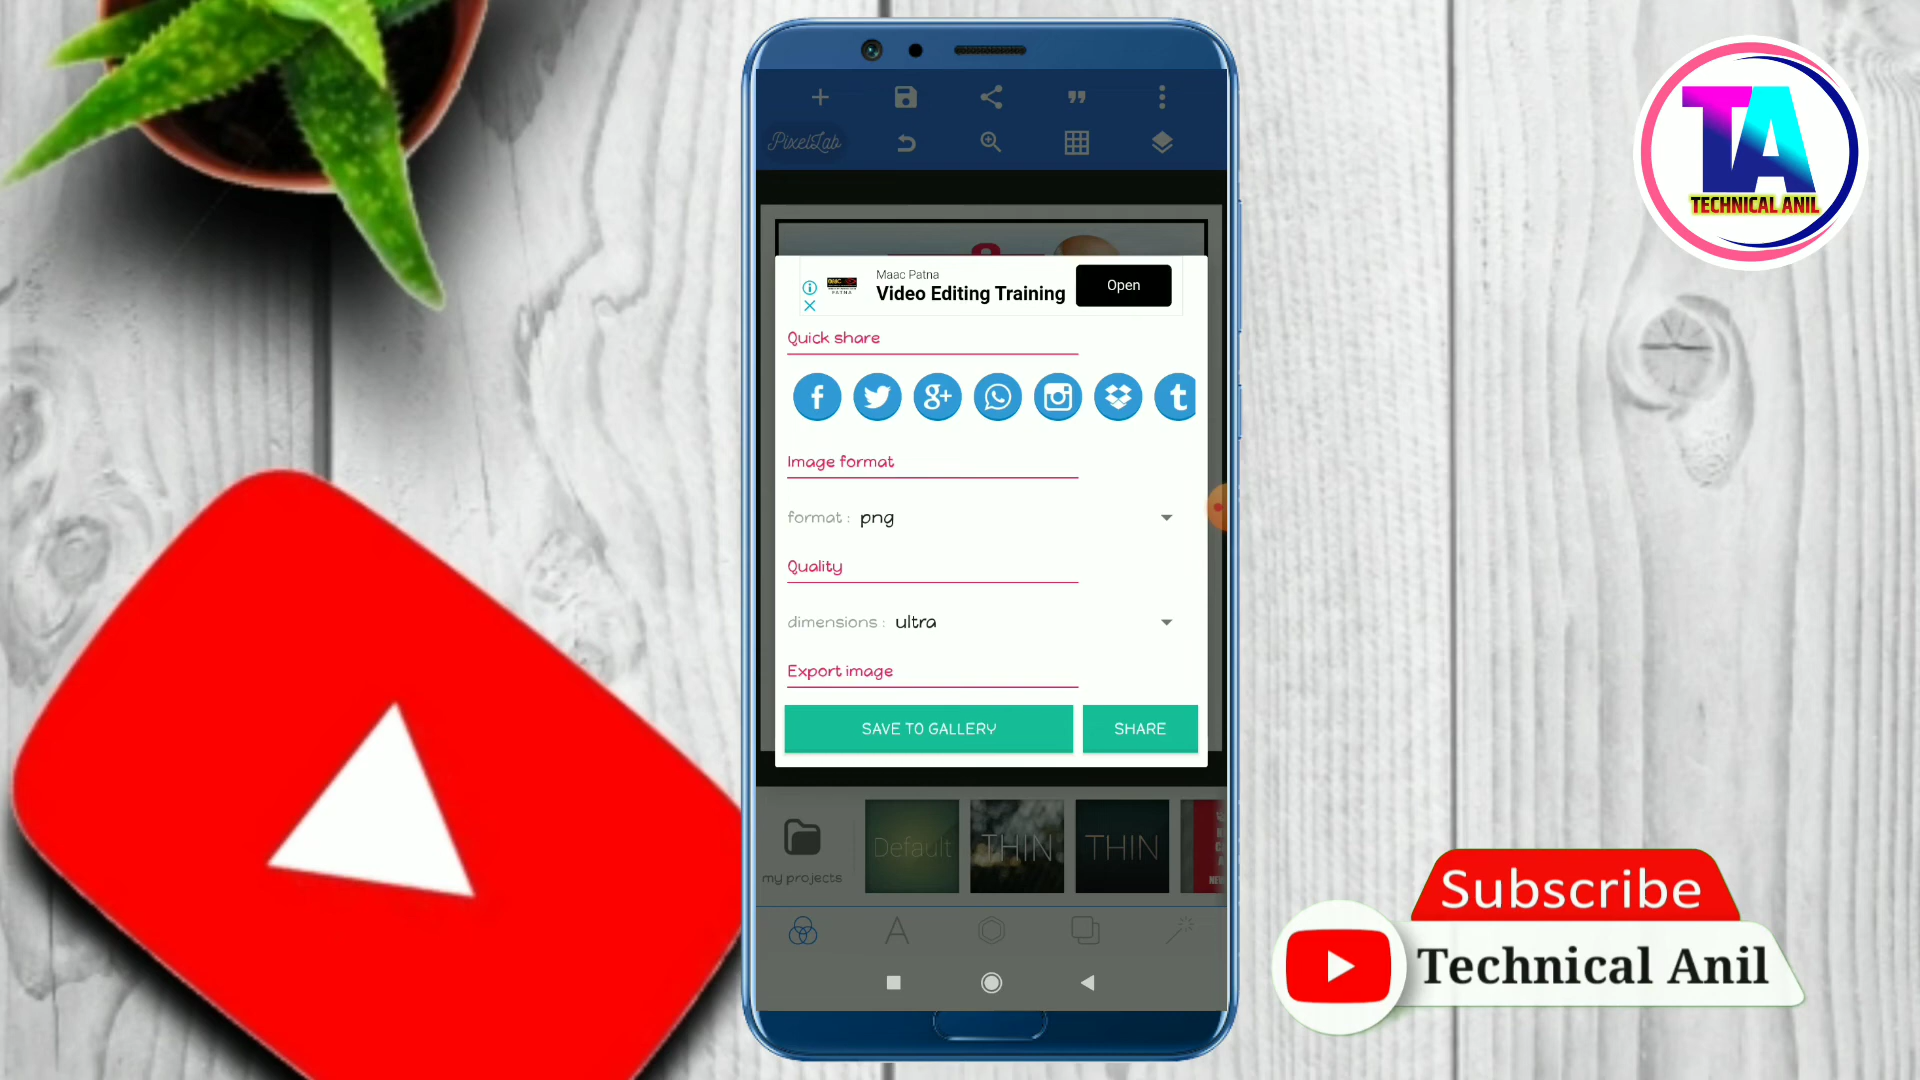 PixelLab
TA
TECHNICAL ANIL
Maac Patna
Video Editing Training
Open
Quick share
Image format
format : png
Quality
dimensions : ultra
Export image
SAVE TO GALLERY
SHARE
my projects
Default
THIN
THIN
Subscribe
Technical Anil